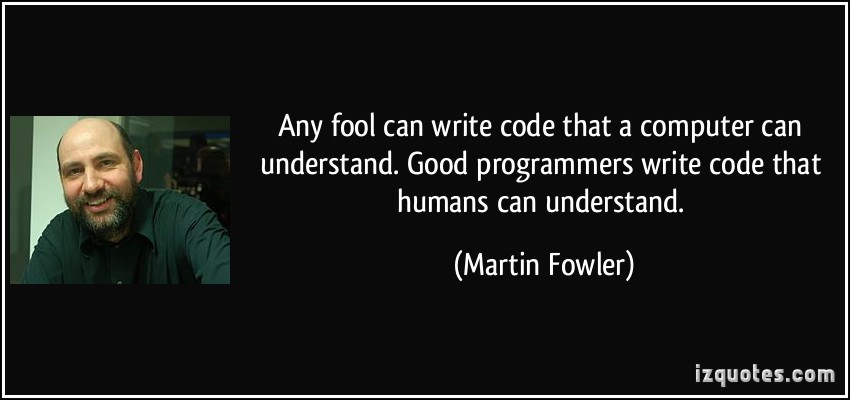 Any fool can write code that a computer can
understand. Good programmers write code that
humans can understand.
(Martin Fowler)
izquotes.com